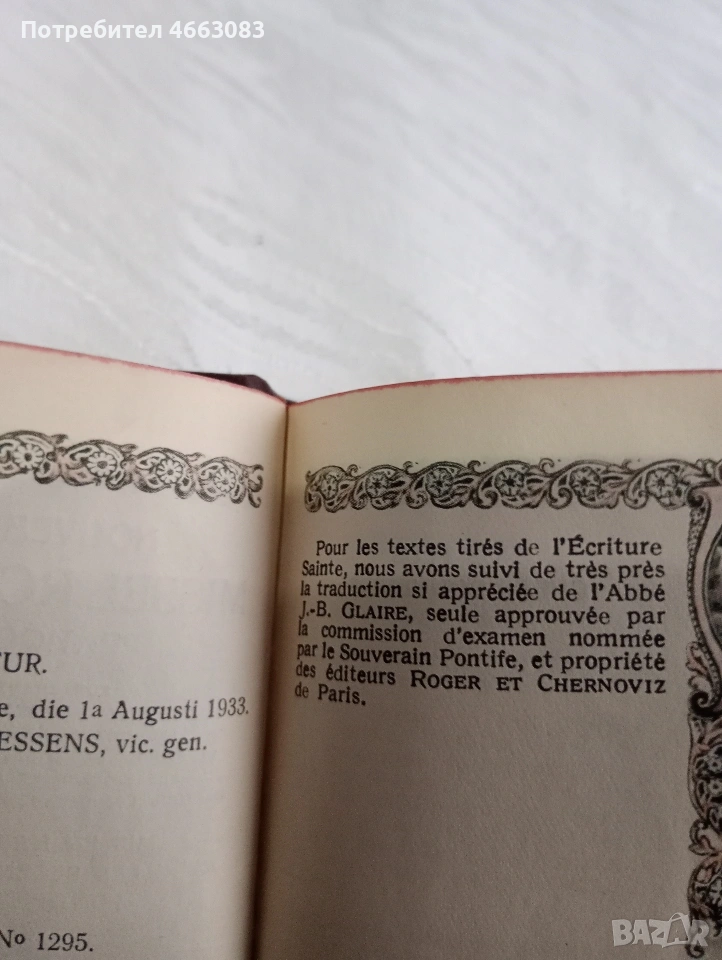 Потребител 4663083
TUR.
e, die 1a Augusti 1933.
ESSENS, vic. gen.
No 1295.
Pour les textes tirés de l'Écriture
Sainte, nous avons suivi de très près
la traduction si appréciée de l'Abbé
J.-B. GLAIRE, seule approuvée par
la commission d'examen nommée
par le Souverain Pontife, et propriété
des éditeurs ROGER ET CHERNOVIZ
de Paris.
BAZAR